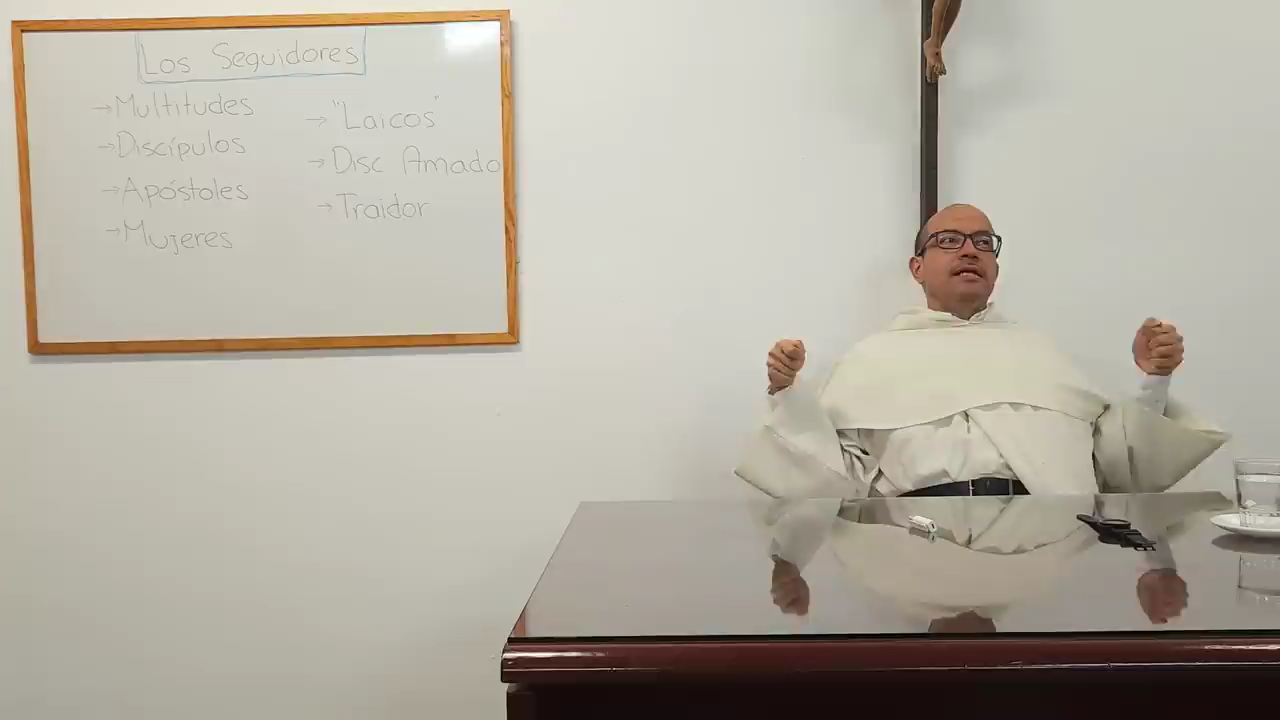 Los Seguidores
→Multitudes
→Discípulos
→Apóstoles
→Mujeres
→ "Laicos"
→ Disc Amado
→ Traidor